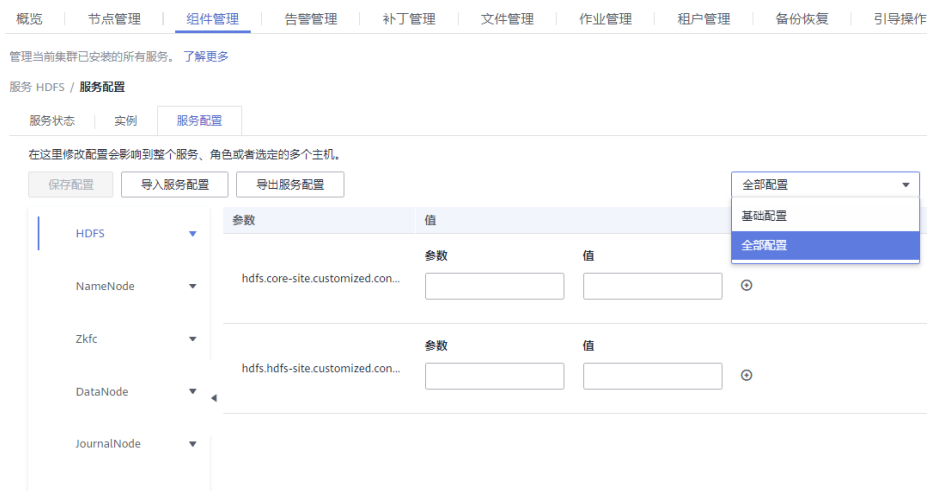 概览 节点管理 组件管理 告警管理 补丁管理 文件管理 作业管理 租户管理 备份恢复 引导操作
管理当前集群已安装的所有服务。 了解更多
服务 HDFS / 服务配置
服务状态 实例 服务配置
在这里修改配置会影响到整个服务、角色或者选定的多个主机。
保存配置 导入服务配置 导出服务配置 全部配置
基础配置
全部配置
HDFS
NameNode
Zkfc
DataNode
JournalNode
参数 值
参数 值
hdfs.core-site.customized.con...
参数 值
hdfs.hdfs-site.customized.con...